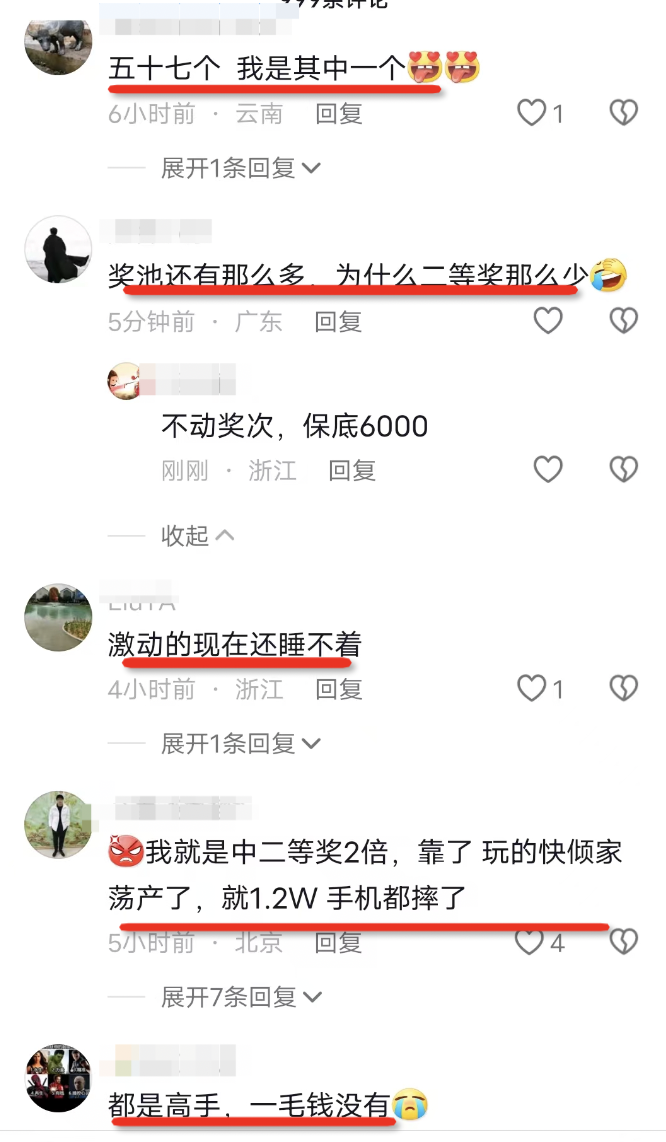 五十七个 我是其中一个
6小时前 · 云南 回复 1
展开1条回复
奖池还有那么多，为什么二等奖那么少
5分钟前 · 广东 回复
不动奖次，保底6000
刚刚 · 浙江 回复
收起
激动的现在还睡不着
4小时前 · 浙江 回复 1
展开1条回复
我就是中二等奖2倍，靠了 玩的快倾家
荡产了，就1.2W 手机都摔了
5小时前 · 北京 回复 4
展开7条回复
都是高手，一毛钱没有